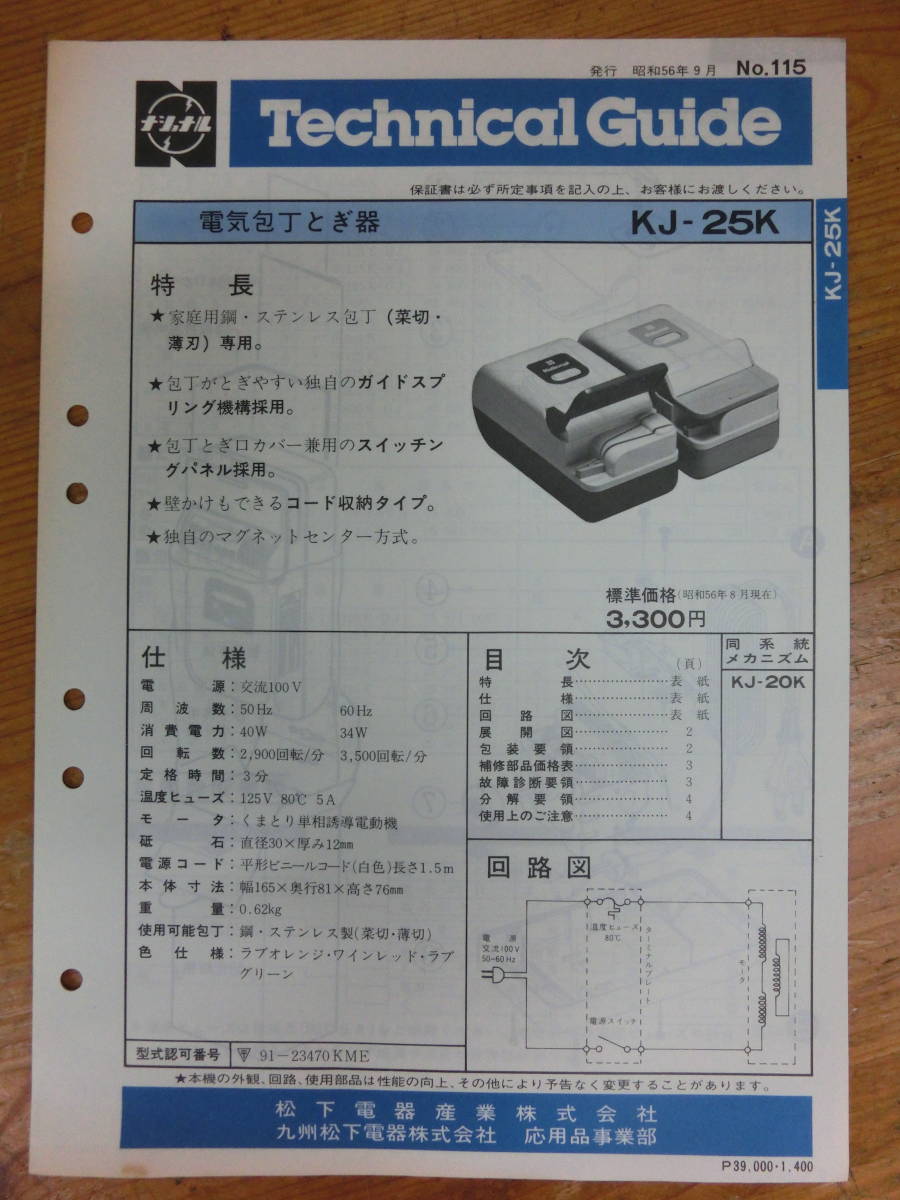 発行 昭和56年9月 No.115
ナショナル
Technical Guide
保証書は必ず所定事項を記入の上、お客様にお渡しください。
電気包丁とぎ器 KJ-25K
KJ-25K
特長
★家庭用鋼・ステンレス包丁(菜切・
薄刃)専用。
★包丁がとぎやすい独自のガイドスプ
リング機構採用。
★包丁とぎ口カバー兼用のスイッチン
グパネル採用。
★壁かけもできるコード収納タイプ。
★独自のマグネットセンター方式。
National
標準価格(昭和56年8月現在)
3,300円
仕様
電源:交流100V
周波数:50Hz 60Hz
消費電力:40W 34W
回転数:2,900回転/分 3,500回転/分
定格時間:3分
温度ヒューズ:125V 80℃ 5A
モータ:くまとり単相誘導電動機
砥石:直径30×厚み12mm
電源コード:平形ビニールコード(白色)長さ1.5m
本体寸法:幅165×奥行81×高さ76mm
重量:0.62kg
使用可能包丁:鋼・ステンレス製(菜切・薄切)
色仕様:ラブオレンジ・ワインレッド・ラブ
グリーン
型式認可番号 91-23470KME
目次 (頁)
特長……………………表紙
仕様……………………表紙
回路図…………………表紙
展開図…………………2
包装要領………………2
補修部品価格表………3
故障診断要領…………3
分解要領………………4
使用上のご注意………4
同系統
メカニズム
KJ-20K
回路図
電源
交流100V
50-60Hz
温度ヒューズ
80℃
ターミナルプレート
電源スイッチ
モータ
★本機の外観、回路、使用部品は性能の向上、その他により予告なく変更することがあります。
松下電器産業株式会社
九州松下電器株式会社 応用品事業部
P39,000・1,400